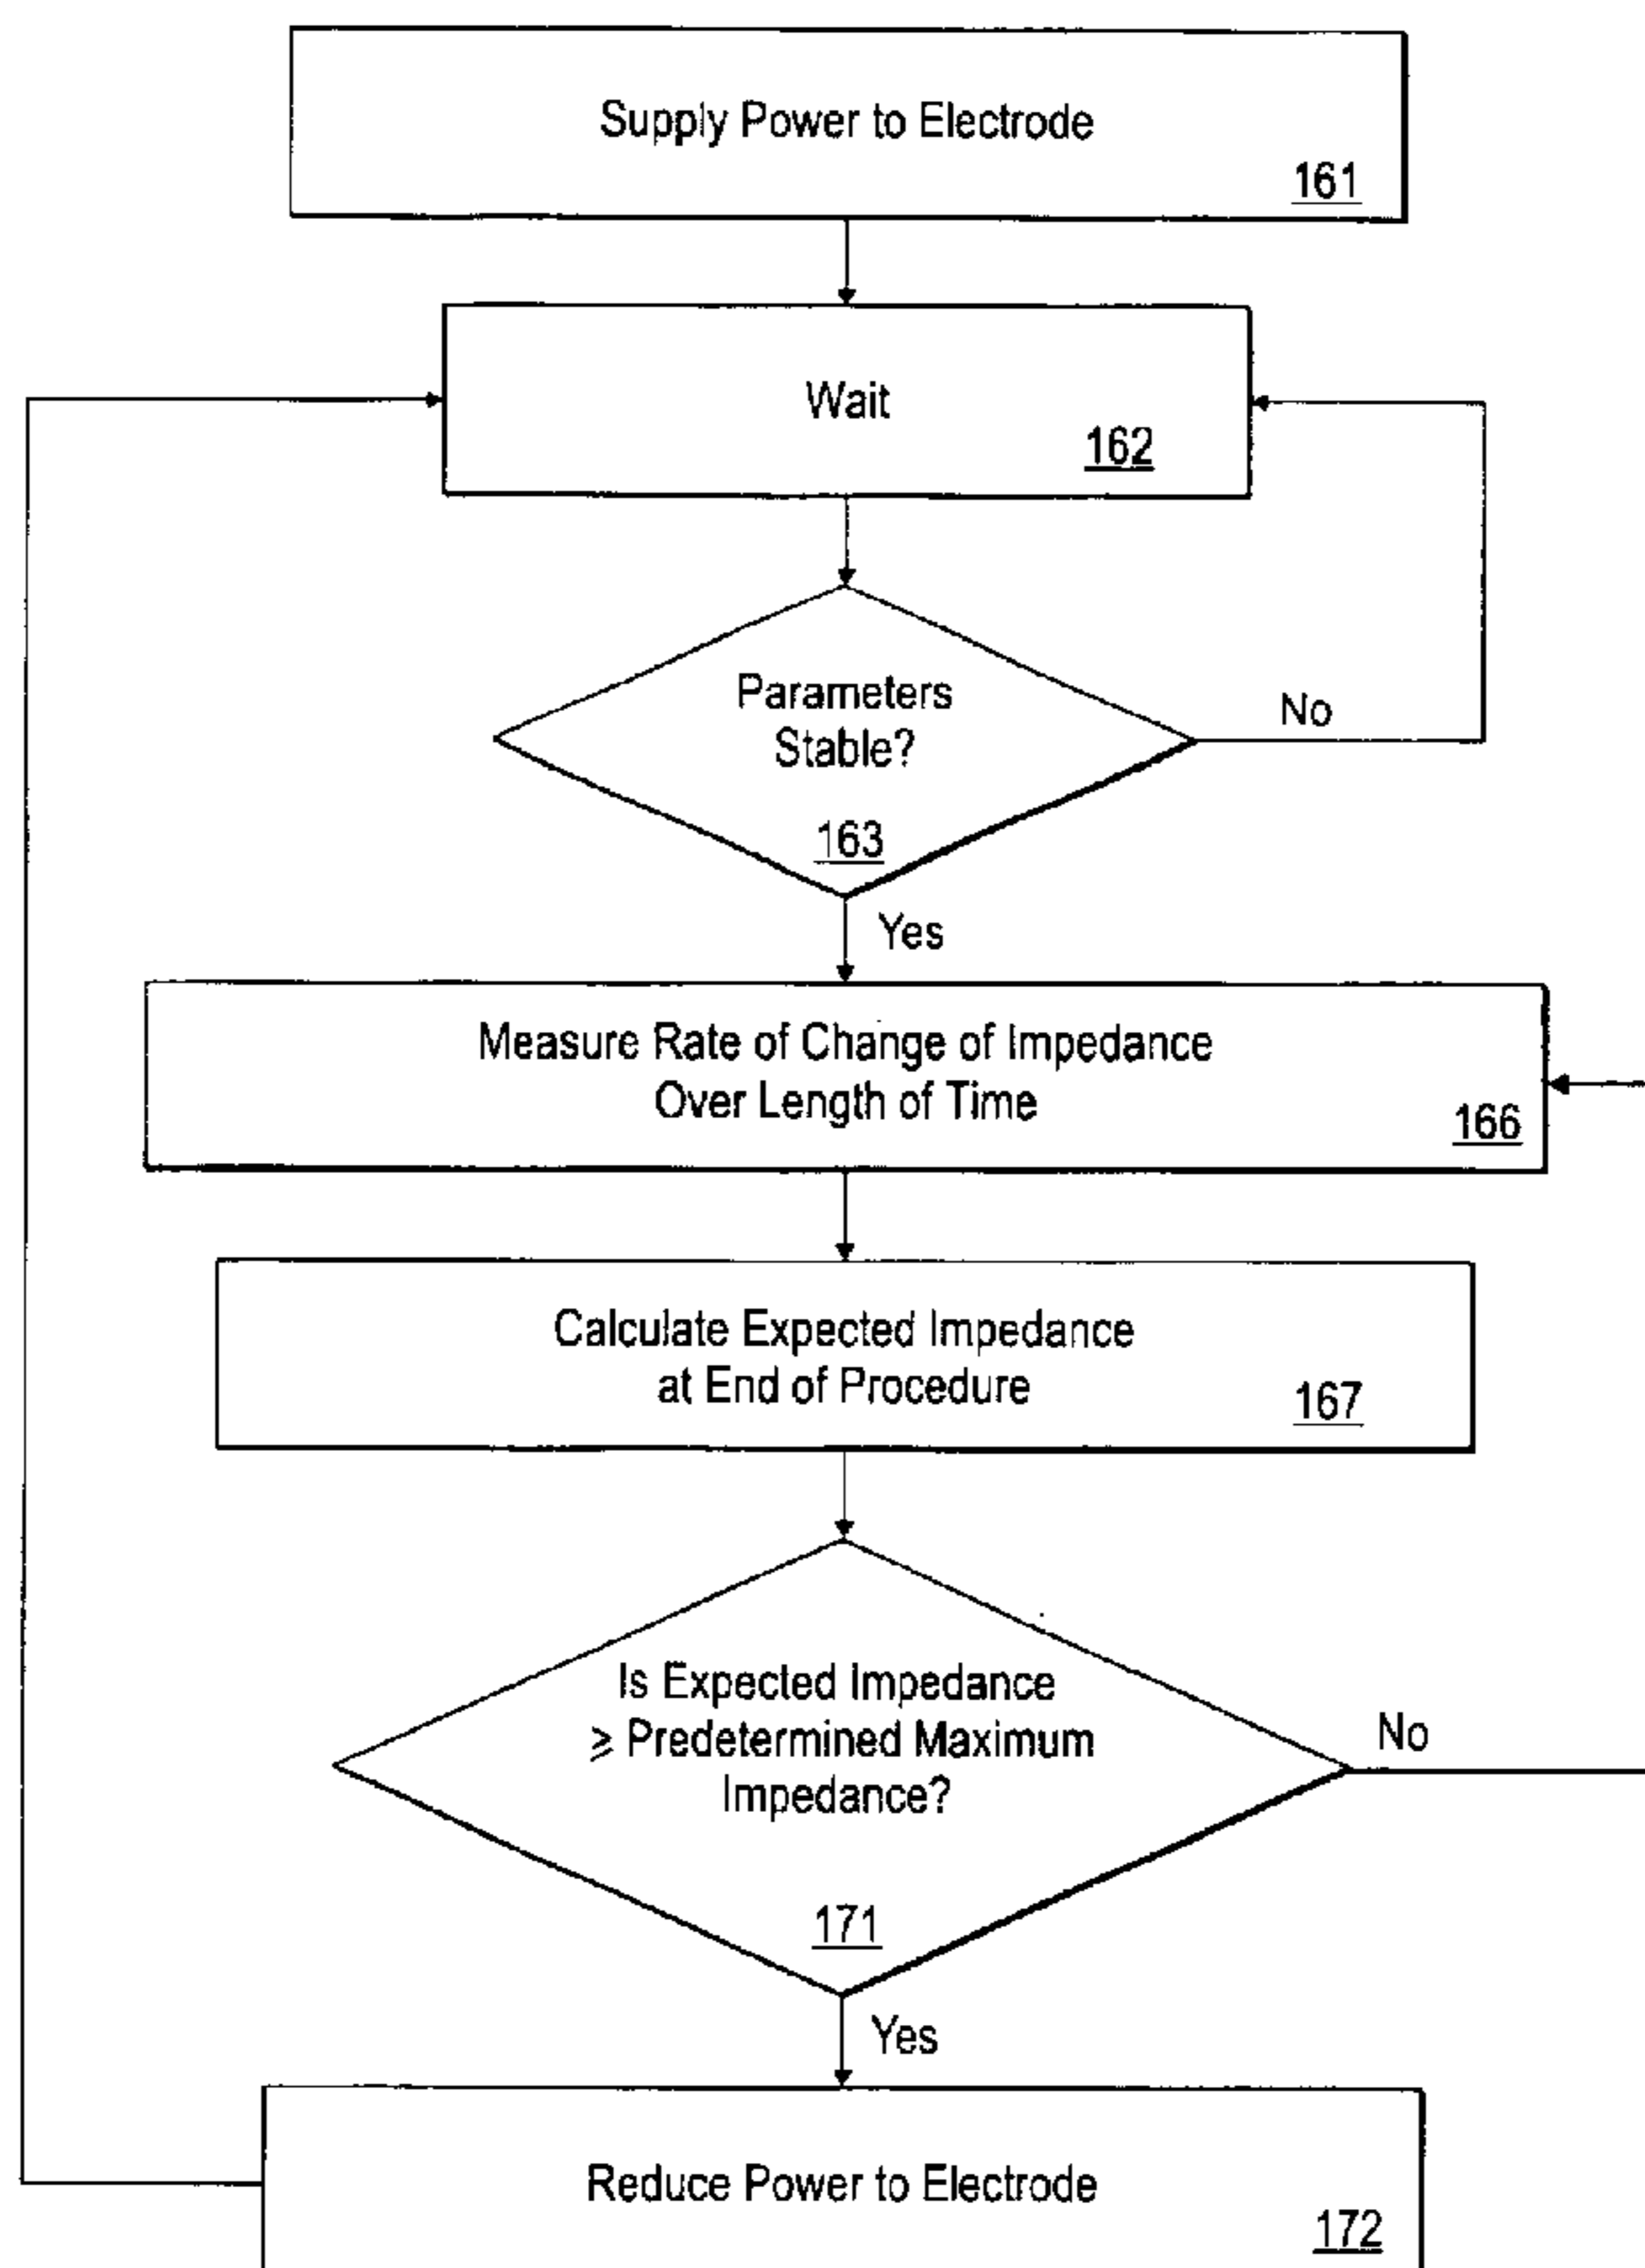 Supply Power to Electrode
161
Wait
162
Parameters
Stable?
163
No
Yes
Measure Rate of Change of Impedance
Over Length of Time
166
Calculate Expected Impedance
at End of Procedure
167
Is Expected Impedance
⩾ Predetermined Maximum
Impedance?
171
No
Yes
Reduce Power to Electrode
172